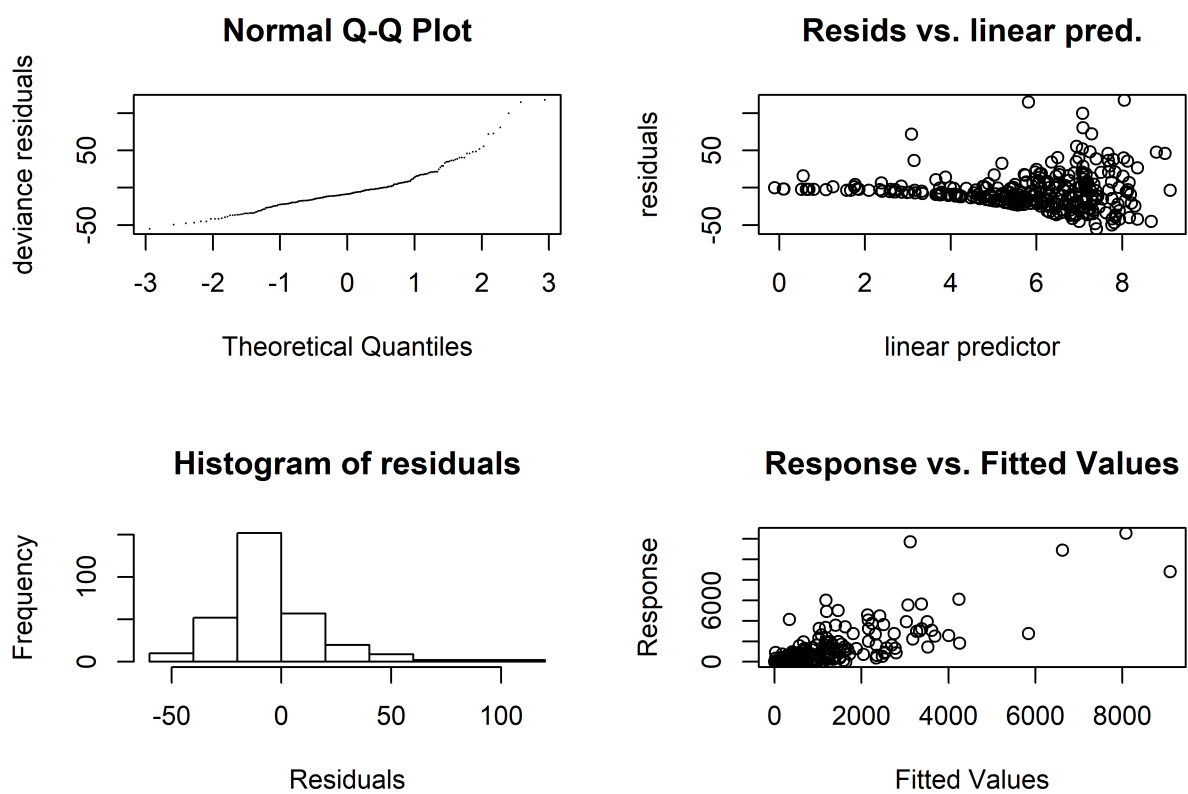 Normal Q-Q Plot
deviance residuals
50
-50
-3 -2 -1 0 1 2 3
Theoretical Quantiles
Resids vs. linear pred.
residuals
50
-50
0 2 4 6 8
linear predictor
Histogram of residuals
Frequency
100
0
-50 0 50 100
Residuals
Response vs. Fitted Values
Response
6000
0
0 2000 4000 6000 8000
Fitted Values